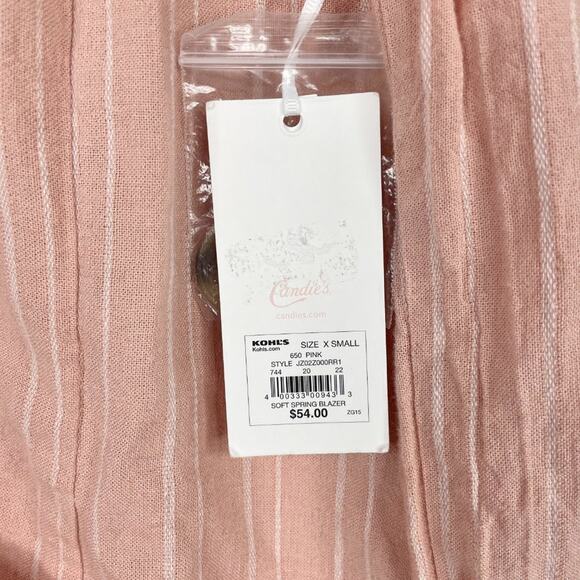 Candie's
candies.com
KOHL'S SIZE X SMALL
Kohls.com
650 PINK
STYLE JZ02Z000RR1
744 20 22
4 00333 00943 3
SOFT SPRING BLAZER
$54.00 ZG15